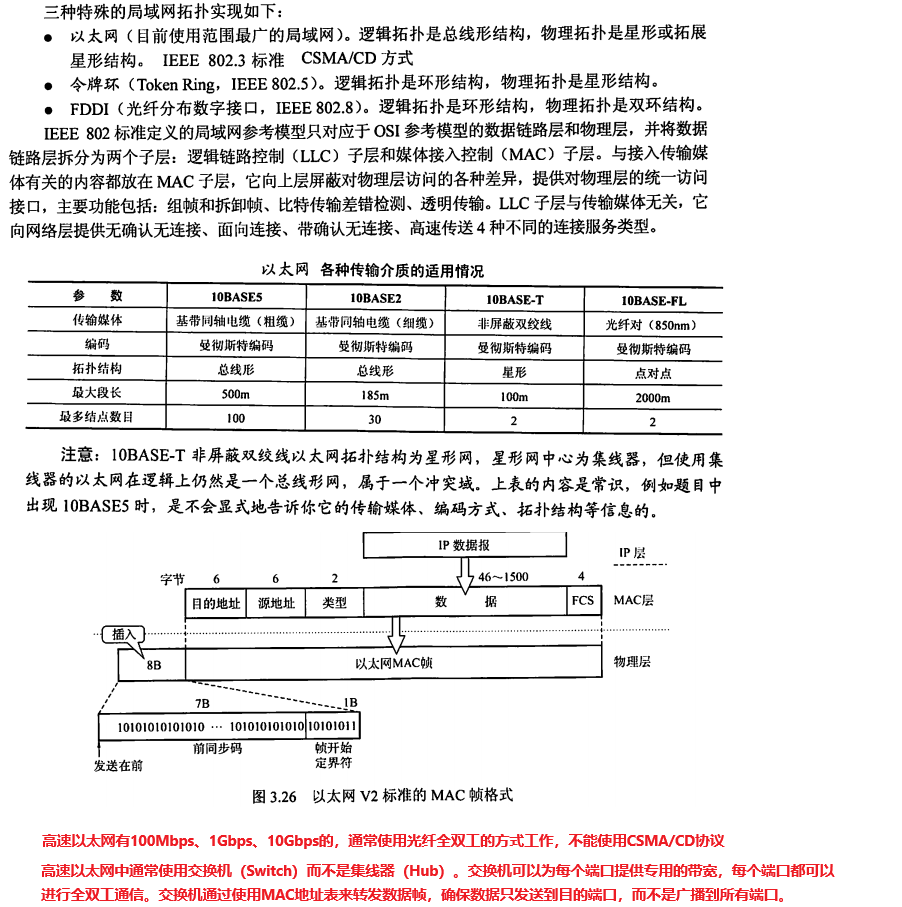 三种特殊的局域网拓扑实现如下：
● 以太网（目前使用范围最广的局域网）。逻辑拓扑是总线形结构，物理拓扑是星形或拓展
星形结构。 IEEE 802.3 标准 CSMA/CD 方式
● 令牌环（Token Ring，IEEE 802.5）。逻辑拓扑是环形结构，物理拓扑是星形结构。
● FDDI（光纤分布数字接口，IEEE 802.8）。逻辑拓扑是环形结构，物理拓扑是双环结构。
IEEE 802 标准定义的局域网参考模型只对应于 OSI 参考模型的数据链路层和物理层，并将数据
链路层拆分为两个子层：逻辑链路控制（LLC）子层和媒体接入控制（MAC）子层。与接入传输媒
体有关的内容都放在 MAC 子层，它向上层屏蔽对物理层访问的各种差异，提供对物理层的统一访问
接口，主要功能包括：组帧和拆卸帧、比特传输差错检测、透明传输。LLC 子层与传输媒体无关，它
向网络层提供无确认无连接、面向连接、带确认无连接、高速传送 4 种不同的连接服务类型。
以太网 各种传输介质的适用情况
参 数 10BASE5 10BASE2 10BASE-T 10BASE-FL
传输媒体 基带同轴电缆（粗缆） 基带同轴电缆（细缆） 非屏蔽双绞线 光纤对（850nm）
编码 曼彻斯特编码 曼彻斯特编码 曼彻斯特编码 曼彻斯特编码
拓扑结构 总线形 总线形 星形 点对点
最大段长 500m 185m 100m 2000m
最多结点数目 100 30 2 2
注意：10BASE-T 非屏蔽双绞线以太网拓扑结构为星形网，星形网中心为集线器，但使用集
线器的以太网在逻辑上仍然是一个总线形网，属于一个冲突域。上表的内容是常识，例如题目中
出现 10BASE5 时，是不会显式地告诉你它的传输媒体、编码方式、拓扑结构等信息的。
IP 数据报 IP 层
字节 6 6 2 46～1500 4
目的地址 源地址 类型 数 据 FCS MAC层
插入
8B 以太网MAC帧 物理层
7B 1B
10101010101010 ··· 101010101010 10101011
前同步码 帧开始
定界符
发送在前
图 3.26 以太网 V2 标准的 MAC 帧格式
高速以太网有100Mbps、1Gbps、10Gbps的，通常使用光纤全双工的方式工作，不能使用CSMA/CD协议
高速以太网中通常使用交换机（Switch）而不是集线器（Hub）。交换机可以为每个端口提供专用的带宽，每个端口都可以
进行全双工通信。交换机通过使用MAC地址表来转发数据帧，确保数据只发送到目的端口，而不是广播到所有端口。